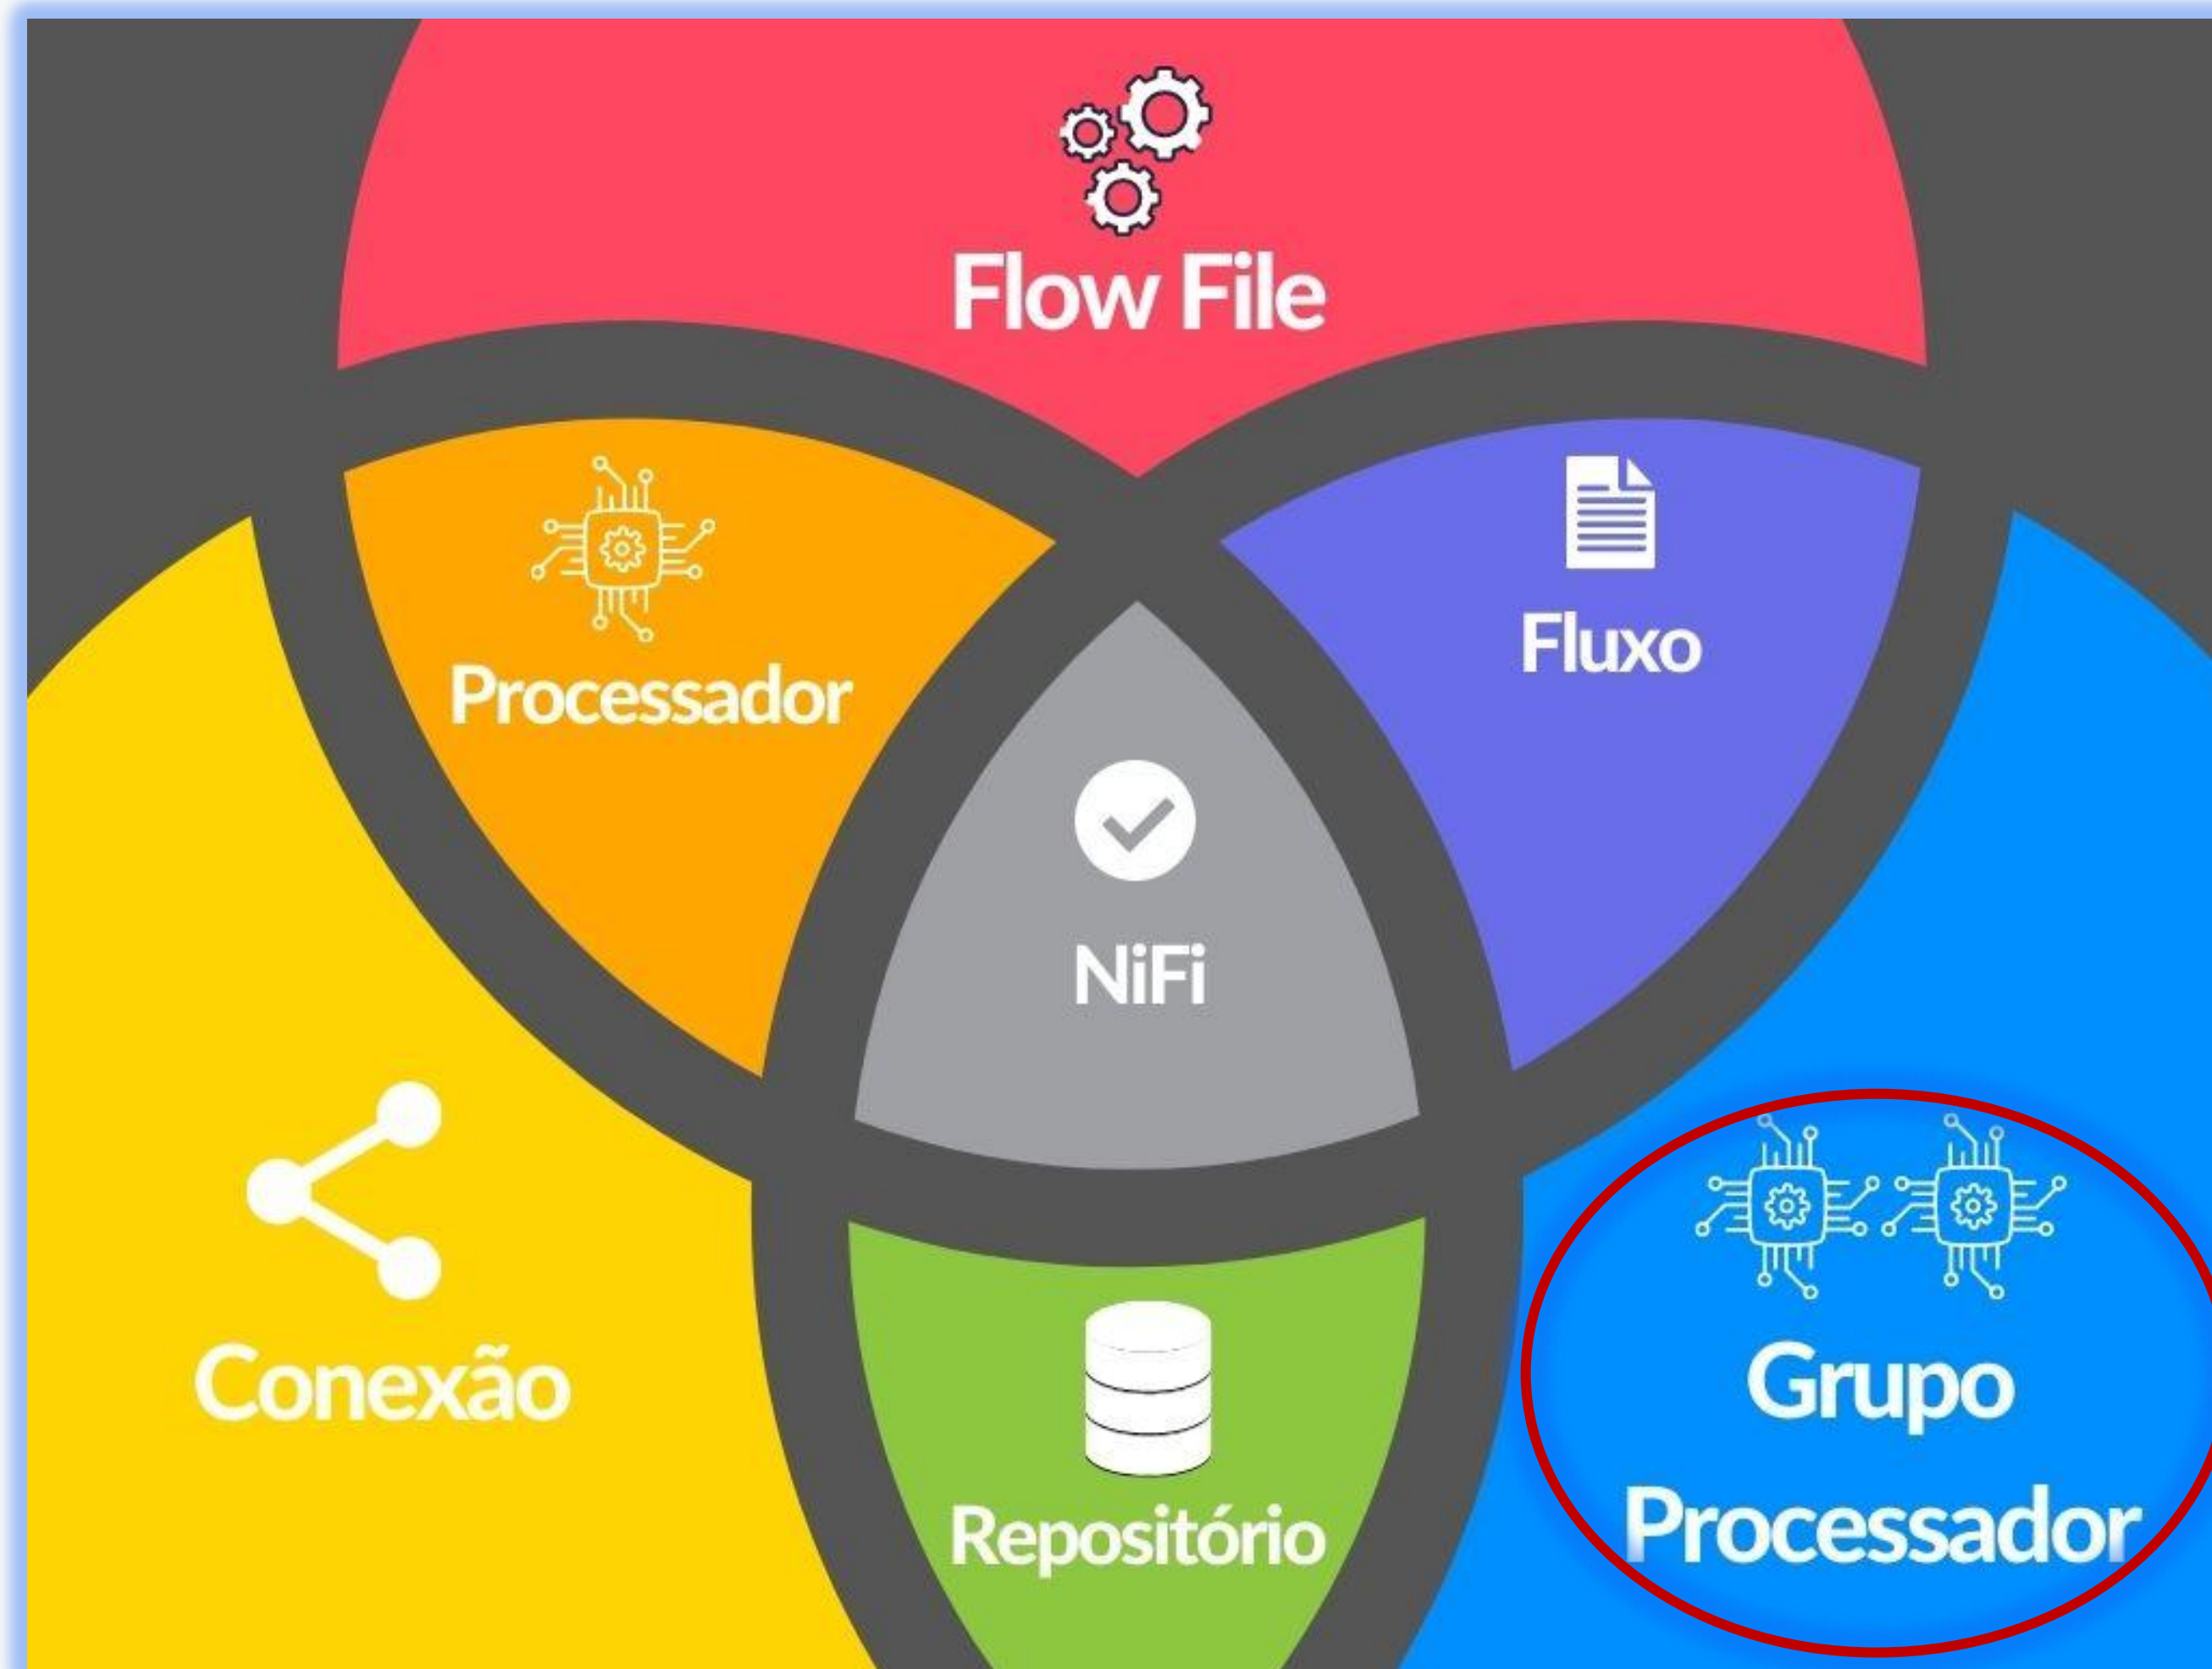 Flow File
Processador
Fluxo
NiFi
Conexão
Repositório
Grupo
Processador